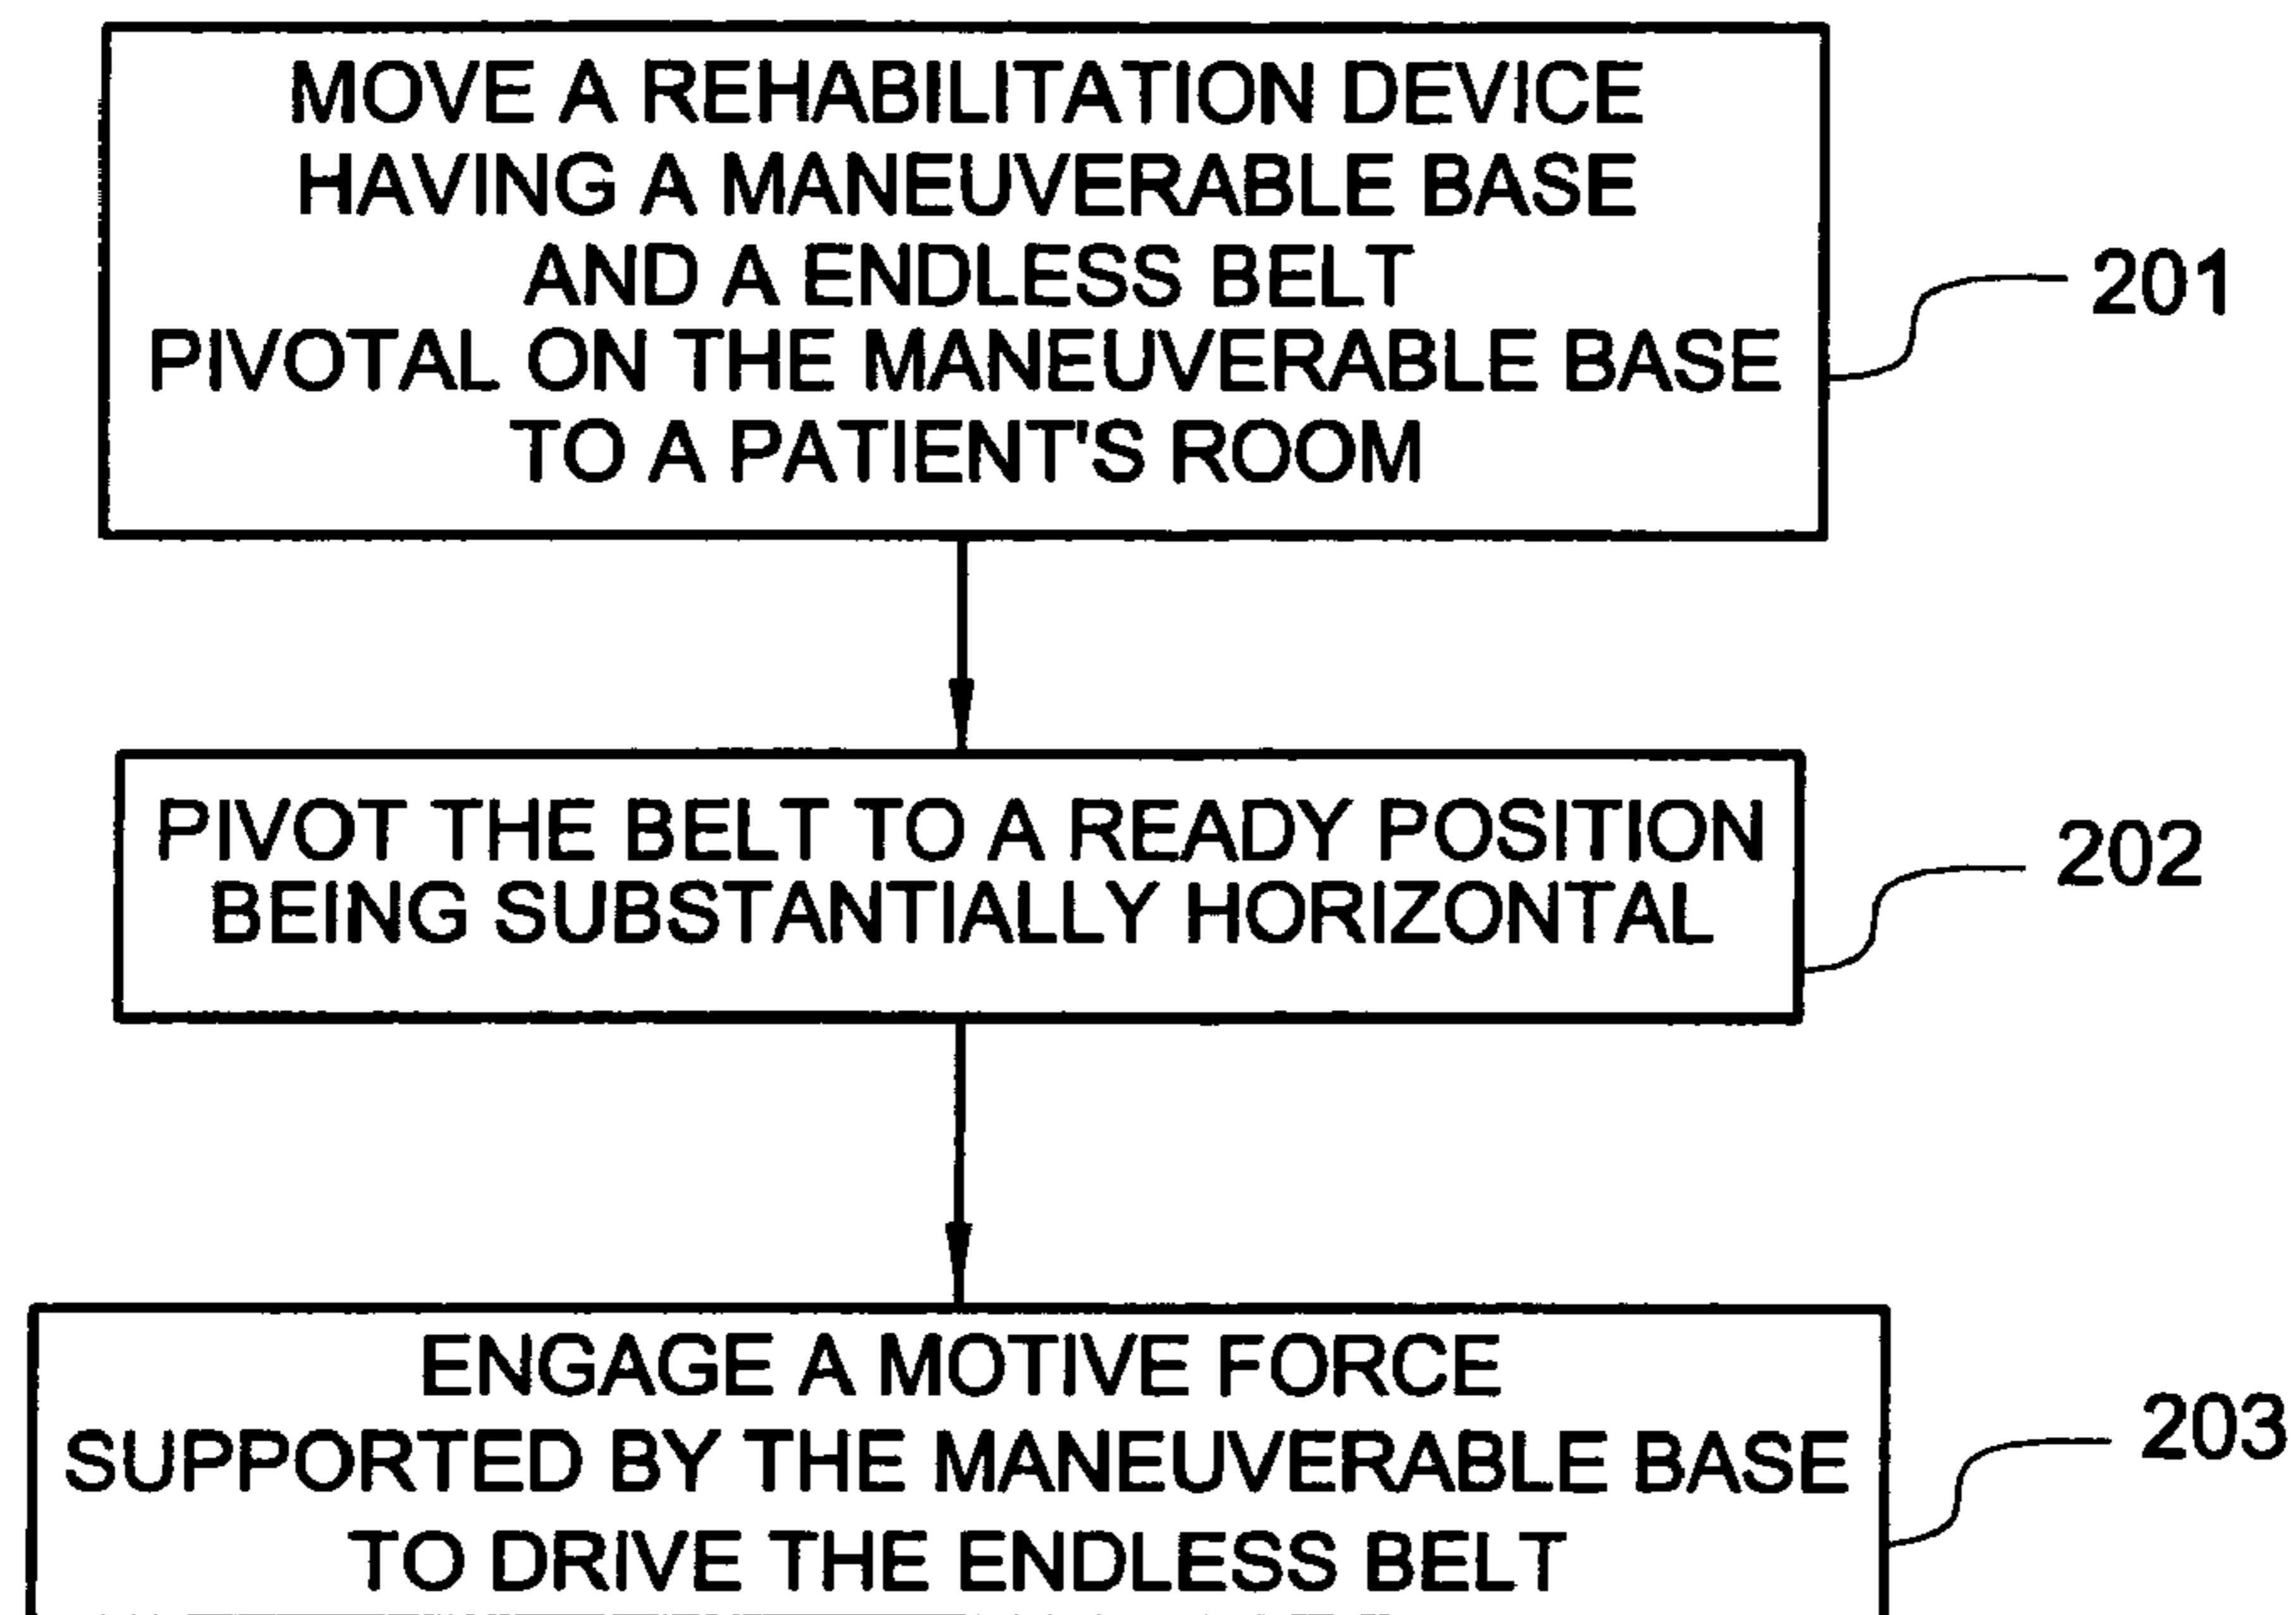 MOVE A REHABILITATION DEVICE
HAVING A MANEUVERABLE BASE
AND A ENDLESS BELT
PIVOTAL ON THE MANEUVERABLE BASE
TO A PATIENT'S ROOM
201
PIVOT THE BELT TO A READY POSITION
BEING SUBSTANTIALLY HORIZONTAL
202
ENGAGE A MOTIVE FORCE
SUPPORTED BY THE MANEUVERABLE BASE
TO DRIVE THE ENDLESS BELT
203